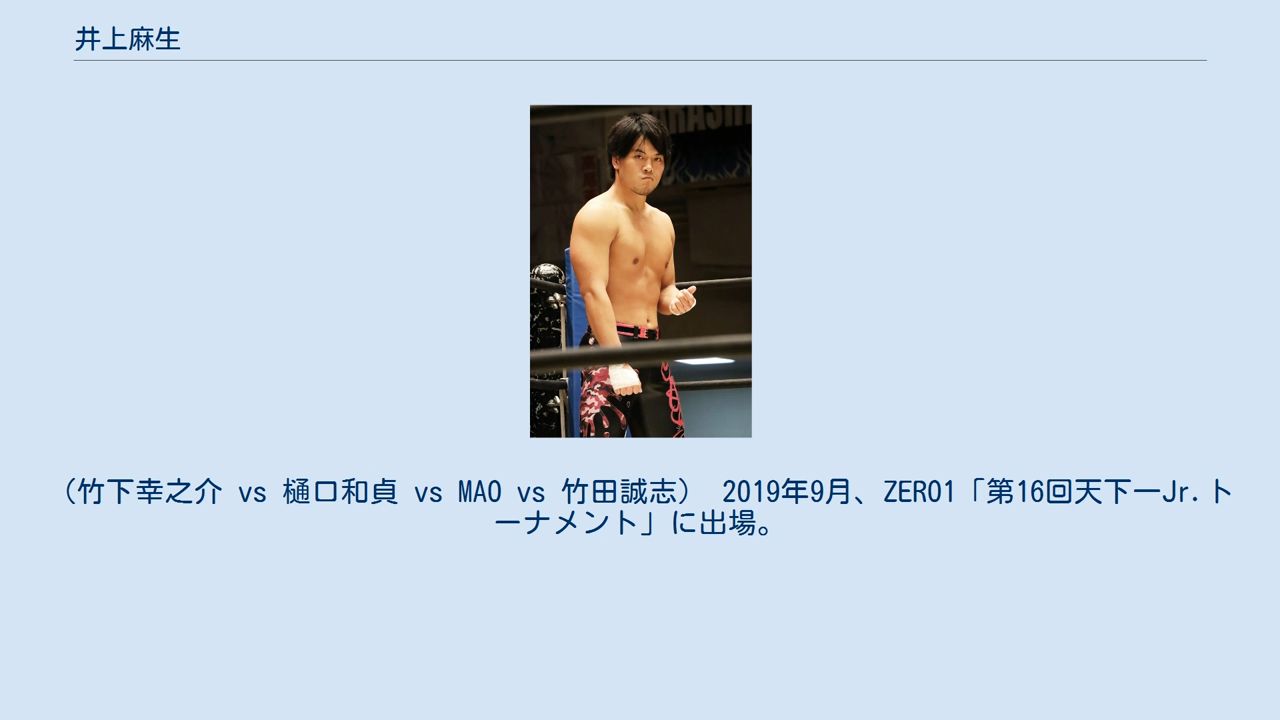 井上麻生
(竹下幸之介 vs 樋口和貞 vs MAO vs 竹田誠志) 2019年9月、ZERO1「第16回天下一Jr.ト
ーナメント」に出場。